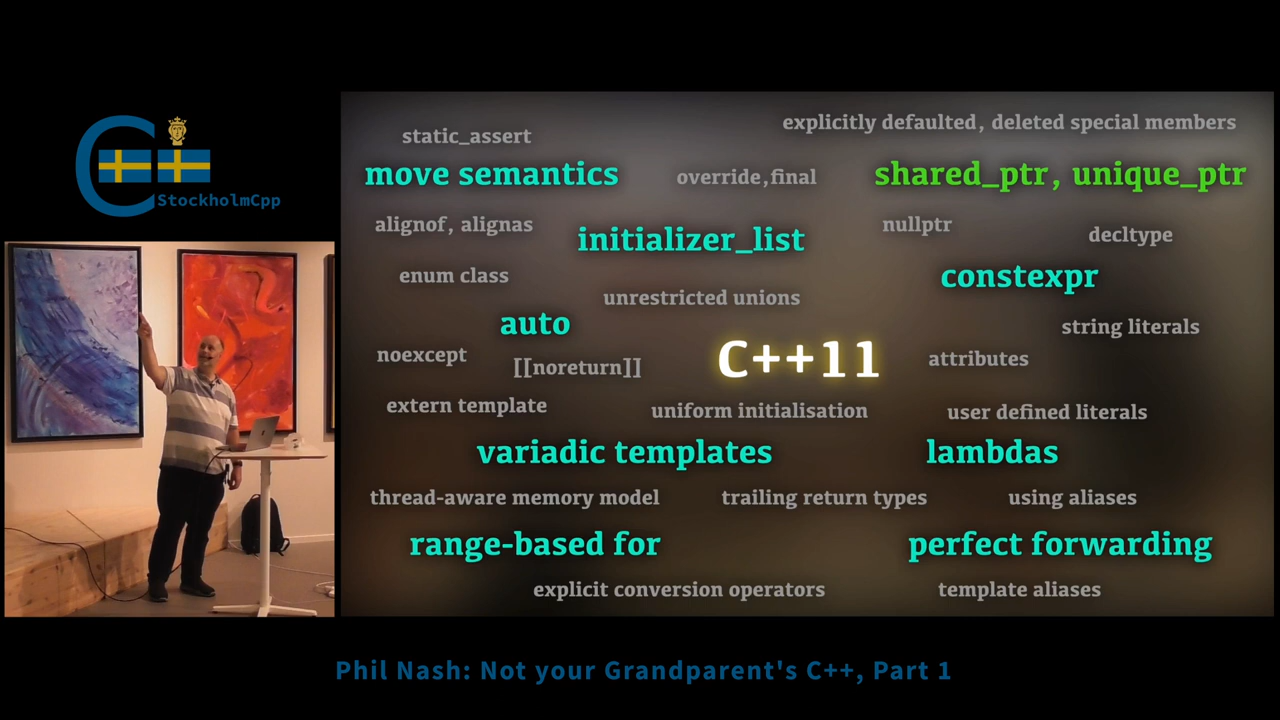 StockholmCpp
static_assert
explicitly defaulted, deleted special members
move semantics
override,final
shared_ptr, unique_ptr
alignof, alignas
initializer_list
nullptr
decltype
enum class
unrestricted unions
constexpr
auto
string literals
noexcept
[[noreturn]]
C++11
attributes
extern template
uniform initialisation
user defined literals
variadic templates
lambdas
thread-aware memory model
trailing return types
using aliases
range-based for
perfect forwarding
explicit conversion operators
template aliases
Phil Nash: Not your Grandparent's C++, Part 1